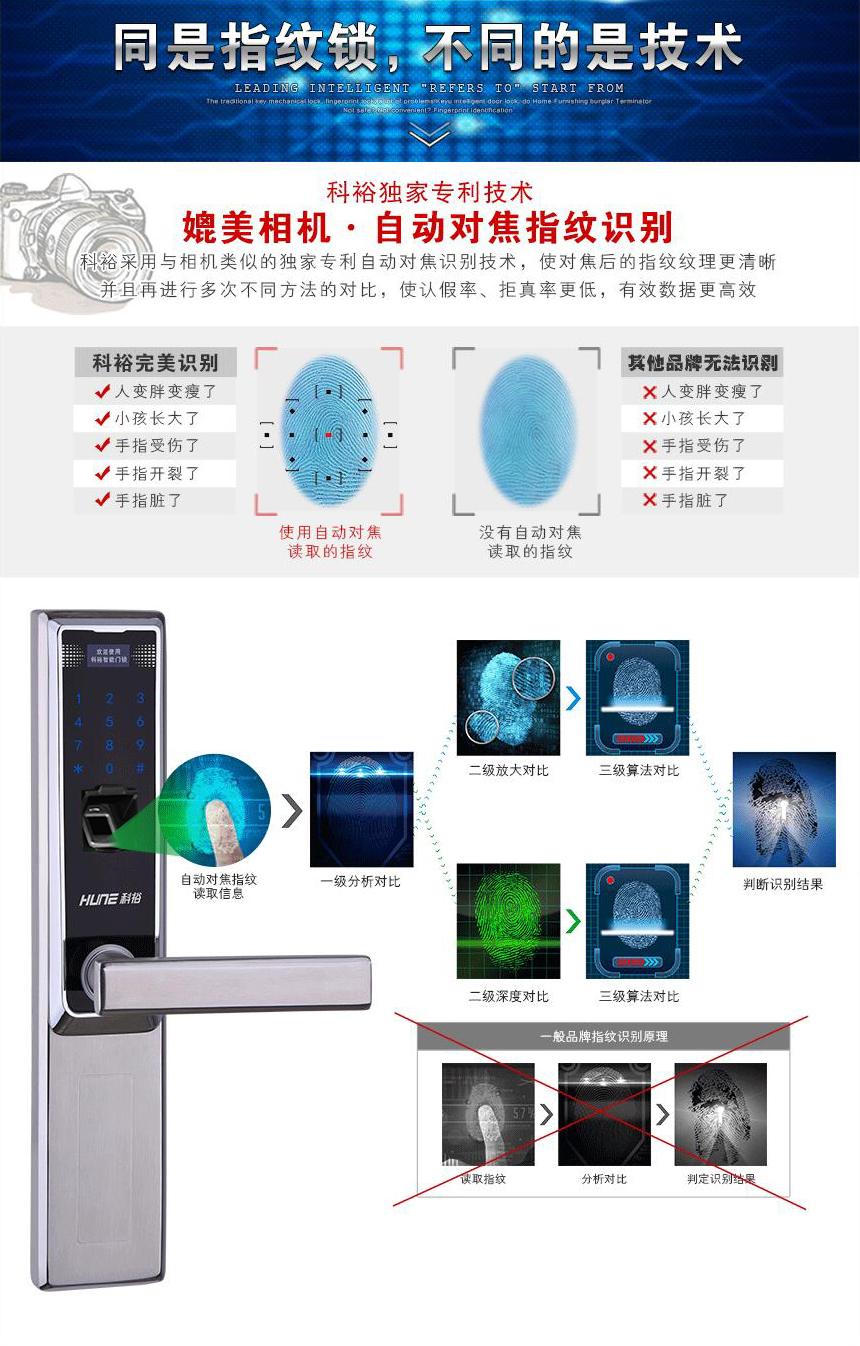 同是指纹锁，不同的是技术
LEADING INTELLIGENT "REFERS TO" START FROM
The traditional key mechanical lock, fingerprint lock a lot of problems!Keyu intelligent door lock, do Home Furnishing burglar Terminator
Not safe? Not convenient? Fingerprint identification
科裕独家专利技术
媲美相机·自动对焦指纹识别
科裕采用与相机类似的独家专利自动对焦识别技术，使对焦后的指纹纹理更清晰
并且再进行多次不同方法的对比，使认假率、拒真率更低，有效数据更高效
科裕完美识别
人变胖变瘦了
小孩长大了
手指受伤了
手指开裂了
手指脏了
使用自动对焦
读取的指纹
没有自动对焦
读取的指纹
其他品牌无法识别
人变胖变瘦了
小孩长大了
手指受伤了
手指开裂了
手指脏了
欢迎使用
科裕智能门锁
1 2 3
4 5 6
7 8 9
* 0 #
HUNE科裕
5
自动对焦指纹
读取信息
一级分析对比
二级放大对比
三级算法对比
二级深度对比
三级算法对比
判断识别结果
一般品牌指纹识别原理
57%
读取指纹
分析对比
判定识别结果